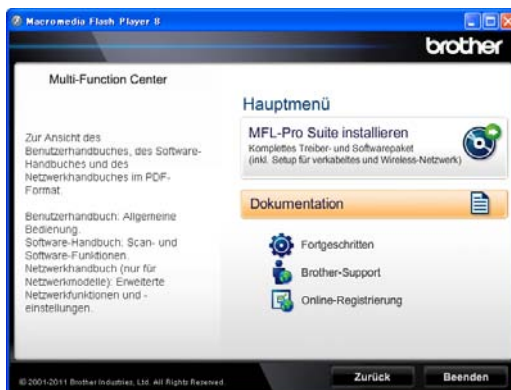 Macromedia Flash Player 8
brother
Multi-Function Center
Zur Ansicht des
Benutzerhandbuches, des Software-
Handbuches und des
Netzwerkhandbuches im PDF-
Format.
Benutzerhandbuch: Allgemeine
Bedienung.
Software-Handbuch: Scan- und
Software-Funktionen.
Netzwerkhandbuch (nur für
Netzwerkmodelle): Erweiterte
Netzwerkfunktionen und -
einstellungen.
Hauptmenü
MFL-Pro Suite installieren
Komplettes Treiber- und Softwarepaket
(inkl. Setup für verkabeltes und Wireless-Netzwerk)
Dokumentation
Fortgeschritten
Brother-Support
Online-Registrierung
© 2001-2011 Brother Industries, Ltd. All Rights Reserved.
Zurück
Beenden